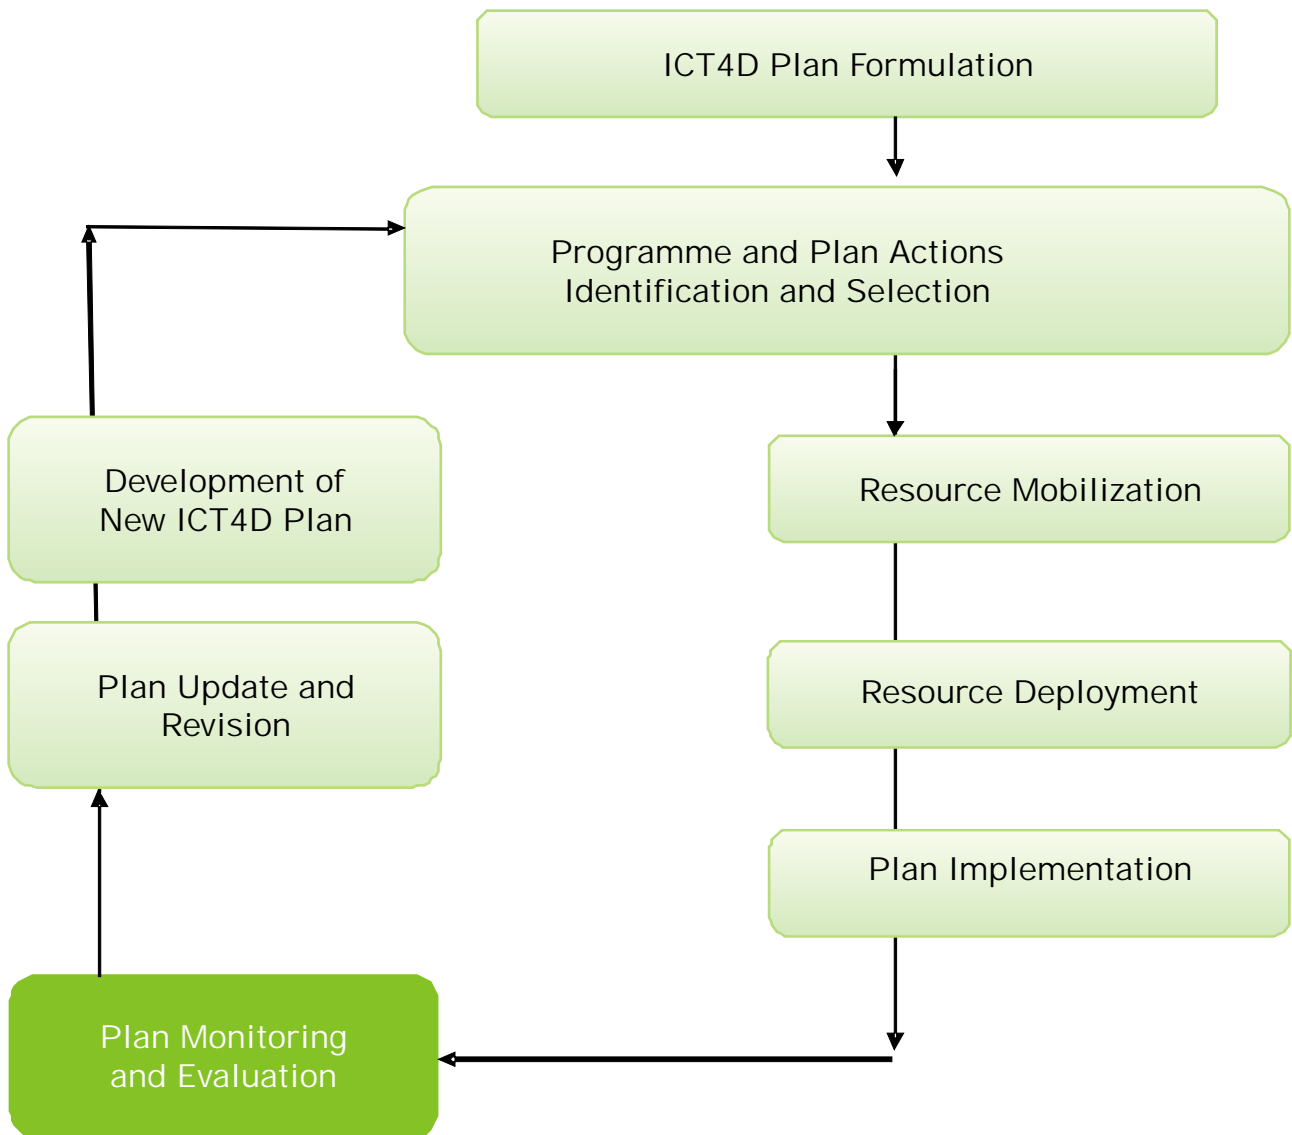 ICT4D Plan Formulation
Programme and Plan Actions
Identification and Selection
Development of
New ICT4D Plan
Resource Mobilization
Plan Update and
Revision
Resource Deployment
Plan Implementation
Plan Monitoring
and Evaluation